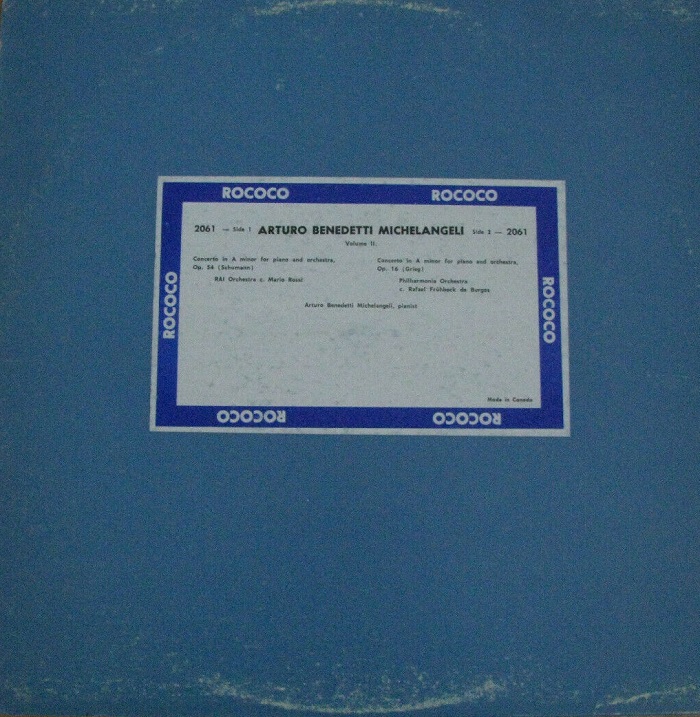 ROCOCO ROCOCO
2061 — Side 1 ARTURO BENEDETTI MICHELANGELI Side 2 — 2061
Volume II.
Concerto in A minor for piano and orchestra,
Op. 54 (Schumann)
RAI Orchestra c. Mario Rossi
Concerto in A minor for piano and orchestra,
Op. 16 (Grieg)
Philharmonia Orchestra
c. Rafael Frühbeck de Burgos
Arturo Benedetti Michelangeli, pianist
ROCOCO
ROCOCO
Made in Canada
ROCOCO ROCOCO